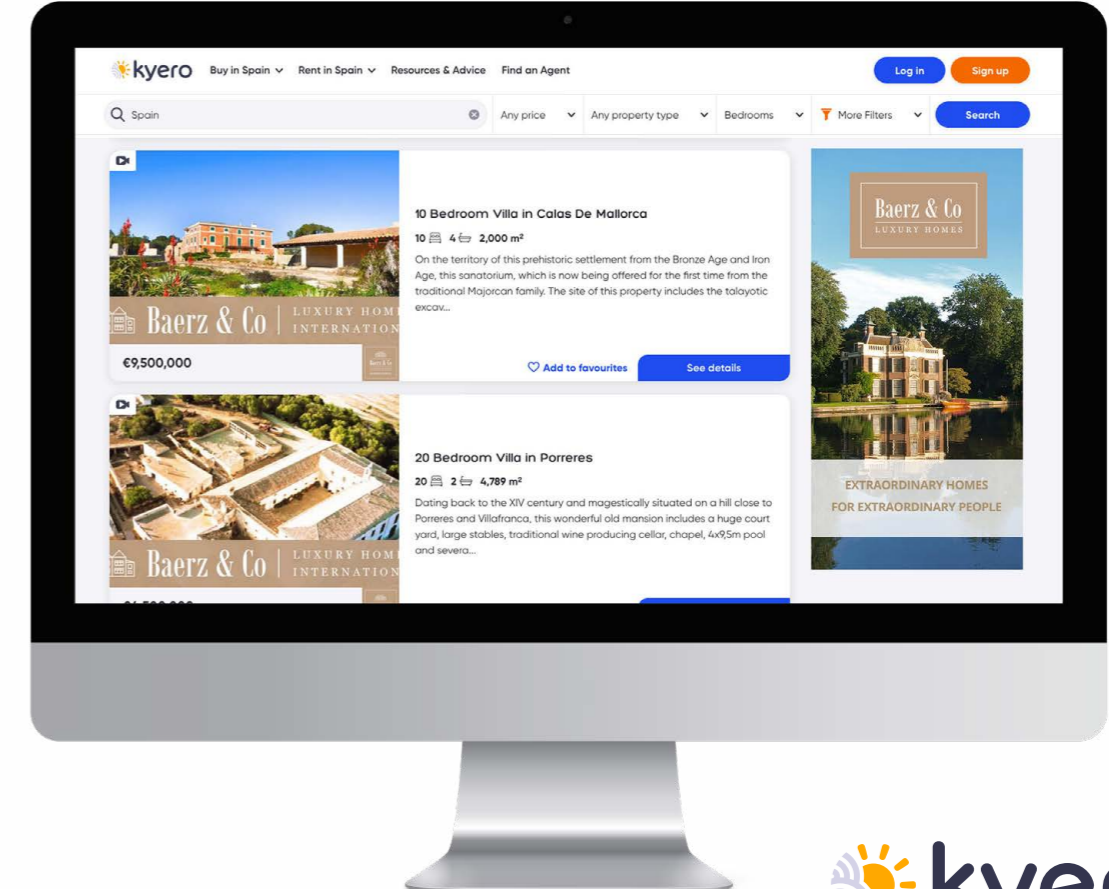 kyero Buy in Spain Rent in Spain Resources & Advice Find an Agent Log in Sign up
Spain Any price Any property type Bedrooms More Filters Search
10 Bedroom Villa in Calas De Mallorca
10 4 2,000 m²
On the territory of this prehistoric settlement from the Bronze Age and Iron
Age, this sanatorium, which is now being offered for the first time from the
traditional Majorcan family. The site of this property includes the talayotic
excav...
Baerz & Co | LUXURY HOM
INTERNATION
€9,500,000
Add to favourites See details
20 Bedroom Villa in Porreres
20 2 4,789 m²
Dating back to the XIV century and magestically situated on a hill close to
Porreres and Villafranca, this wonderful old mansion includes a huge court
yard, large stables, traditional wine producing cellar, chapel, 4x9,5m pool
and severa...
Baerz & Co | LUXURY HOM
INTERNATION
Baerz & Co
LUXURY HOMES
EXTRAORDINARY HOMES
FOR EXTRAORDINARY PEOPLE
kye